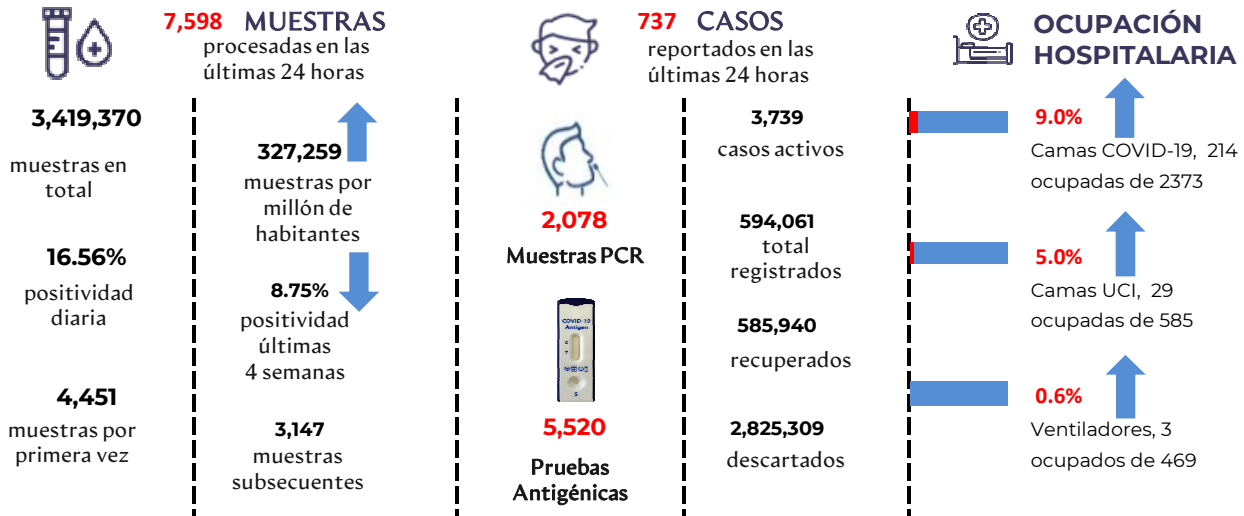 7,598 MUESTRAS
procesadas en las
últimas 24 horas
3,419,370
muestras en
total
16.56%
positividad
diaria
4,451
muestras por
primera vez
327,259
muestras por
millón de
habitantes
8.75%
positividad
últimas
4 semanas
3,147
muestras
subsecuentes
737 CASOS
reportados en las
últimas 24 horas
2,078
Muestras PCR
COVID-19
Antigen
C
T
S
5,520
Pruebas
Antigénicas
3,739
casos activos
594,061
total
registrados
585,940
recuperados
2,825,309
descartados
OCUPACIÓN
HOSPITALARIA
9.0%
Camas COVID-19, 214
ocupadas de 2373
5.0%
Camas UCI, 29
ocupadas de 585
0.6%
Ventiladores, 3
ocupados de 469